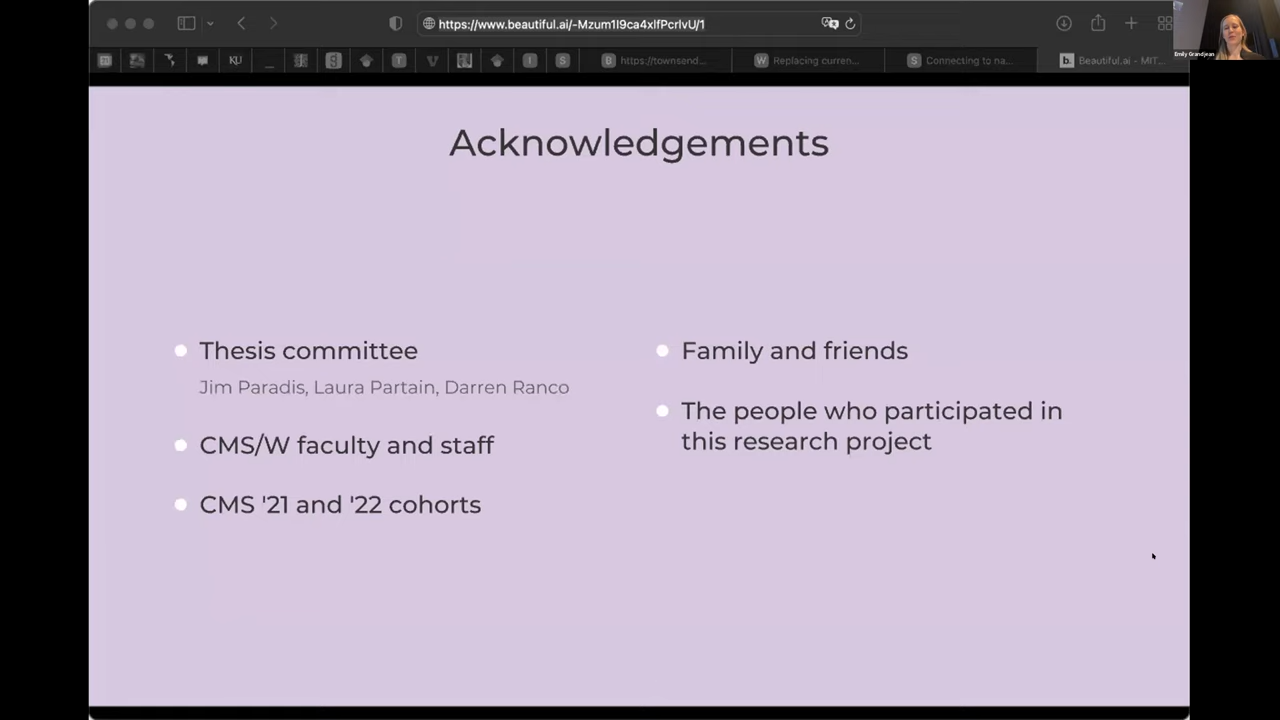 https://www.beautiful.ai/-Mzum1I9ca4xlfPcrlvU/1
KU
T
V
I
S
B https://townsend...
W Replacing curren...
S Connecting to na...
b. Beautiful.ai - MIT...
Emily Grandjean
Acknowledgements
Thesis committee
Jim Paradis, Laura Partain, Darren Ranco
CMS/W faculty and staff
CMS '21 and '22 cohorts
Family and friends
The people who participated in
this research project